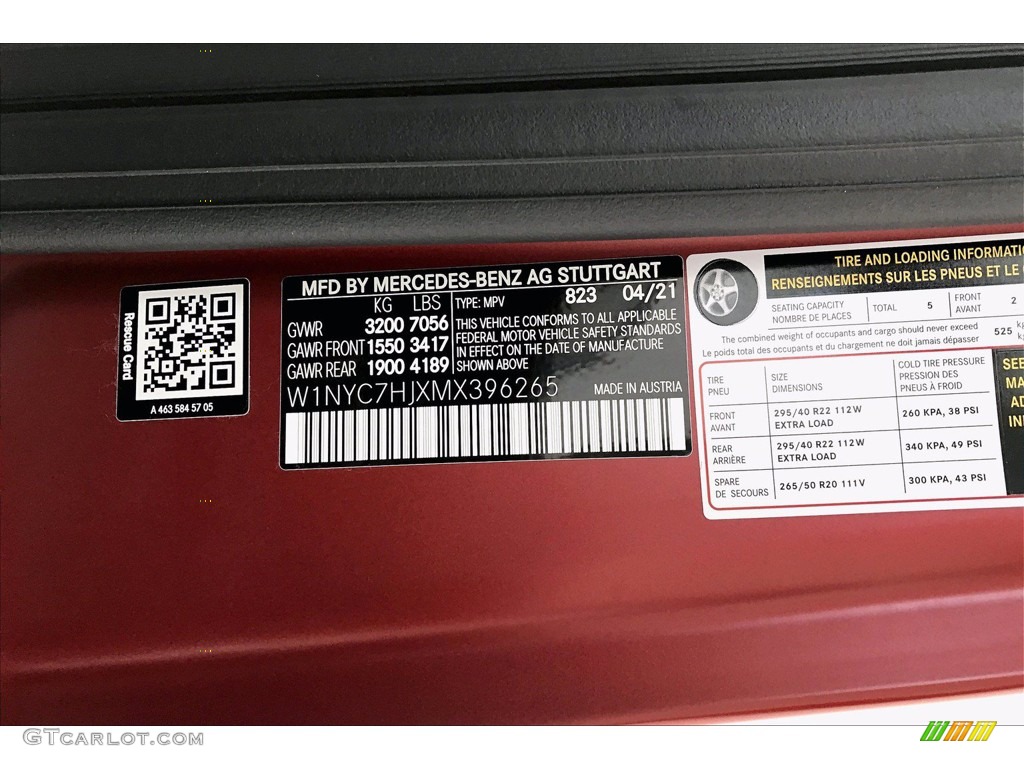 Rescue Card
A 463 584 57 05
MFD BY MERCEDES-BENZ AG STUTTGART
KG LBS TYPE: MPV 823 04/21
GVWR 3200 7056
GAWR FRONT 1550 3417
GAWR REAR 1900 4189
THIS VEHICLE CONFORMS TO ALL APPLICABLE
FEDERAL MOTOR VEHICLE SAFETY STANDARDS
IN EFFECT ON THE DATE OF MANUFACTURE
SHOWN ABOVE
W1NYC7HJXMX396265 MADE IN AUSTRIA
TIRE AND LOADING
RENSEIGNEMENTS SUR LES PNEUS ET LE
SEATING CAPACITY
NOMBRE DE PLACES
TOTAL 5
FRONT
AVANT
2
The combined weight of occupants and cargo should never exceed
Le poids total des occupants et du chargement ne doit jamais dépasser
525
TIRE
PNEU
SIZE
DIMENSIONS
COLD TIRE PRESSURE
PRESSION DES
PNEUS À FROID
FRONT
AVANT
295/40 R22 112W
EXTRA LOAD
260 KPA, 38 PSI
REAR
ARRIÈRE
295/40 R22 112W
EXTRA LOAD
340 KPA, 49 PSI
SPARE
DE SECOURS
265/50 R20 111V
300 KPA, 43 PSI
SEE
GTCARLOT.COM